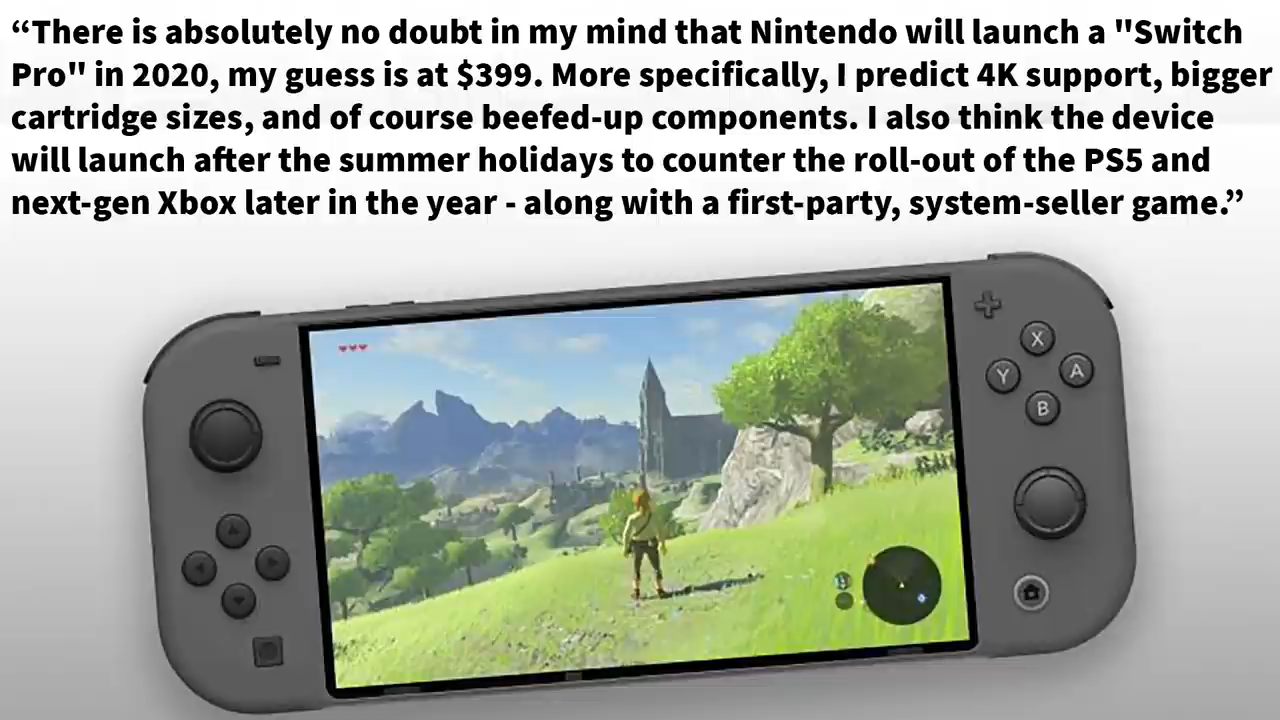 “There is absolutely no doubt in my mind that Nintendo will launch a "Switch
Pro" in 2020, my guess is at $399. More specifically, I predict 4K support, bigger
cartridge sizes, and of course beefed-up components. I also think the device
will launch after the summer holidays to counter the roll-out of the PS5 and
next-gen Xbox later in the year - along with a first-party, system-seller game.”
X
Y A
B